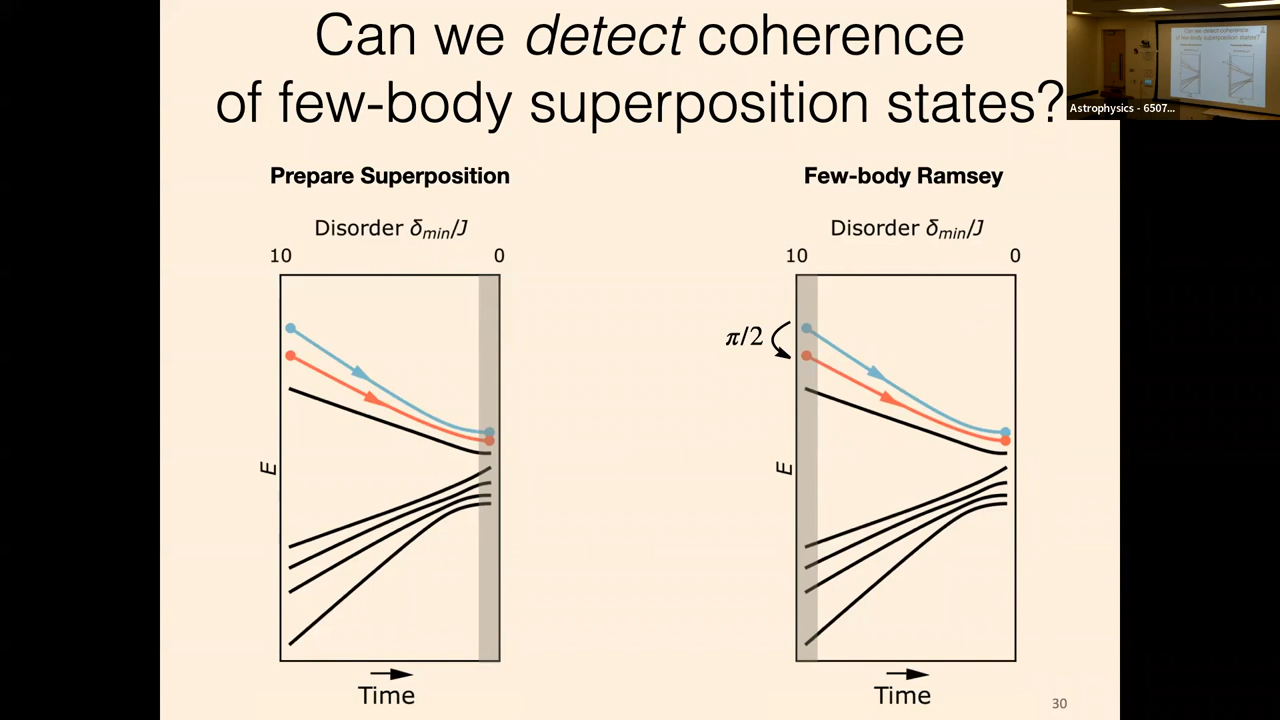 Can we detect coherence
of few-body superposition states?
Astrophysics - 6507...
Prepare Superposition
Disorder δmin/J
10 0
E
Time
Few-body Ramsey
Disorder δmin/J
10 0
π/2
E
Time
30